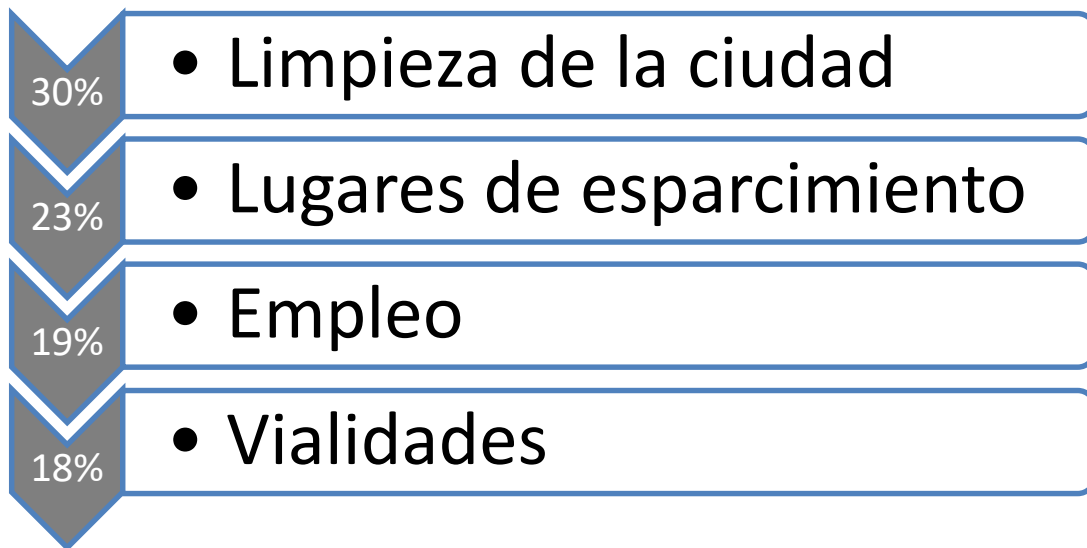 30%
• Limpieza de la ciudad
23%
• Lugares de esparcimiento
19%
• Empleo
18%
• Vialidades